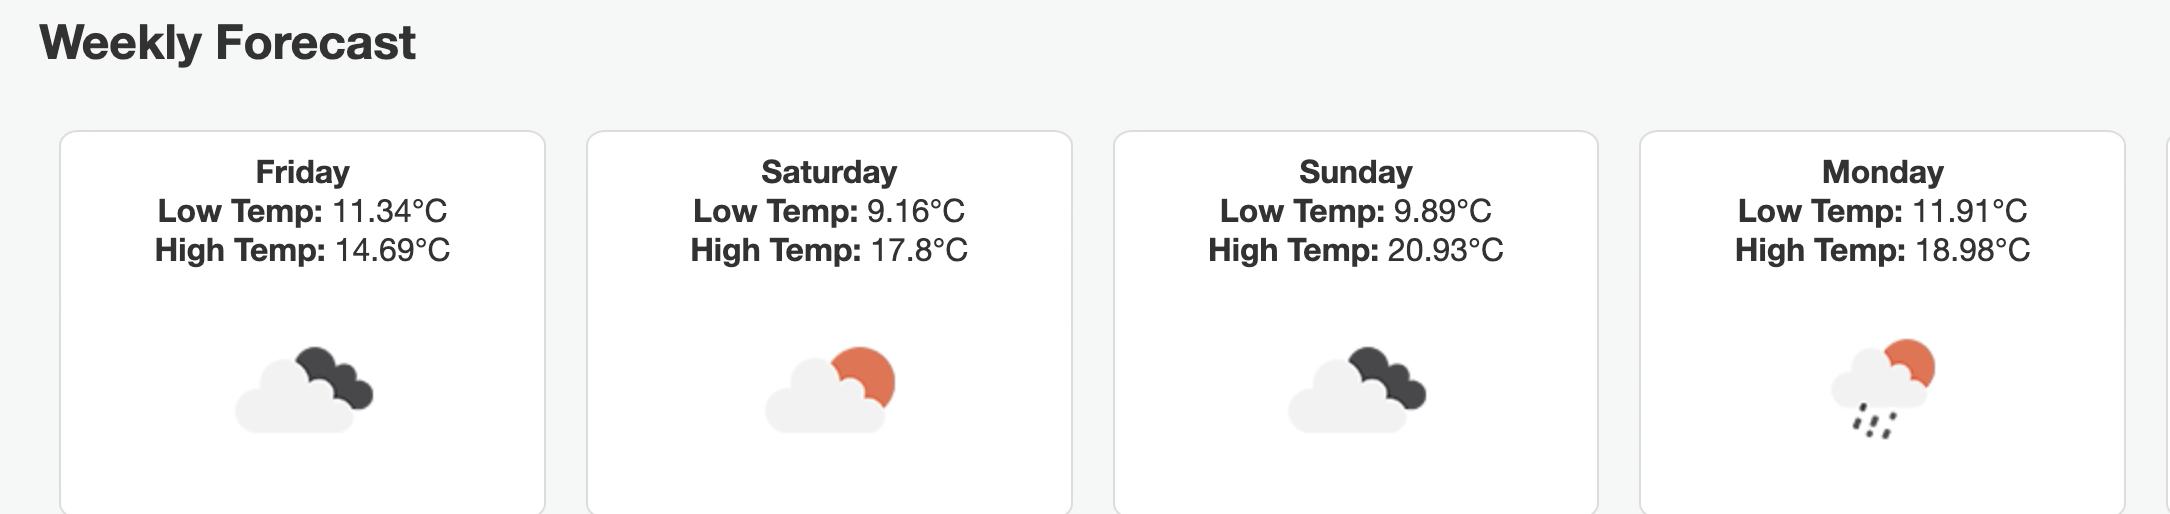 Weekly Forecast
Friday
Low Temp: 11.34°C
High Temp: 14.69°C
Saturday
Low Temp: 9.16°C
High Temp: 17.8°C
Sunday
Low Temp: 9.89°C
High Temp: 20.93°C
Monday
Low Temp: 11.91°C
High Temp: 18.98°C